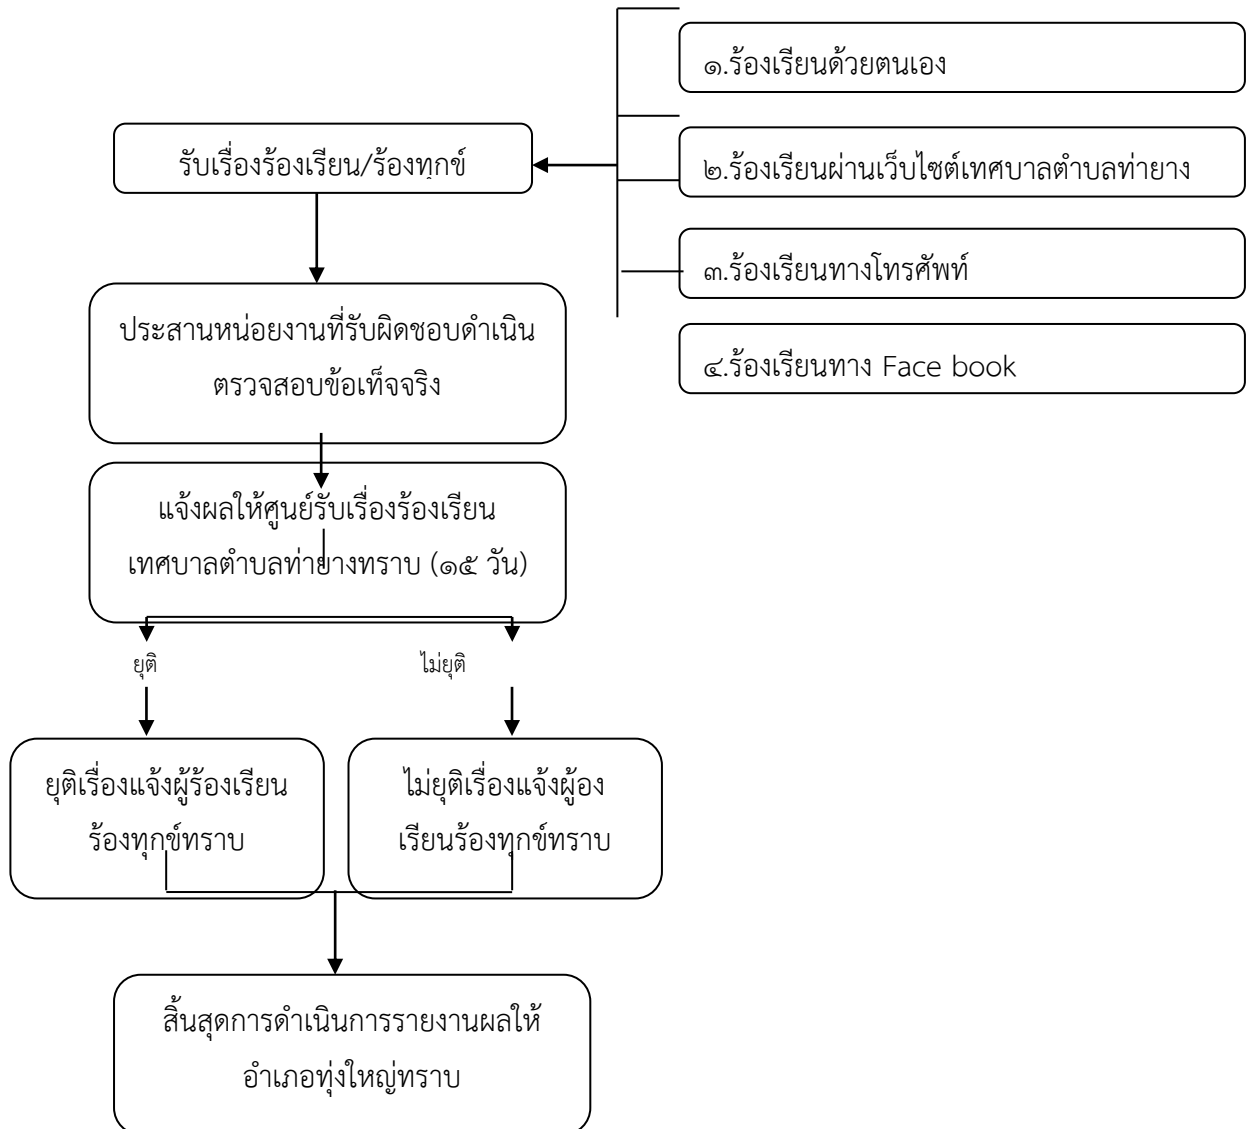 ๑.ร้องเรียนด้วยตนเอง
รับเรื่องร้องเรียน/ร้องทุกข์
๒.ร้องเรียนผ่านเว็บไซต์เทศบาลตำบลท่ายาง
๓.ร้องเรียนทางโทรศัพท์
๔.ร้องเรียนทาง Face book
ประสานหน่อยงานที่รับผิดชอบดำเนิน
ตรวจสอบข้อเท็จจริง
แจ้งผลให้ศูนย์รับเรื่องร้องเรียน
เทศบาลตำบลท่ายางทราบ (๑๕ วัน)
ยุติ
ไม่ยุติ
ยุติเรื่องแจ้งผู้ร้องเรียน
ร้องทุกข์ทราบ
ไม่ยุติเรื่องแจ้งผู้อง
เรียนร้องทุกข์ทราบ
สิ้นสุดการดำเนินการรายงานผลให้
อำเภอทุ่งใหญ่ทราบ